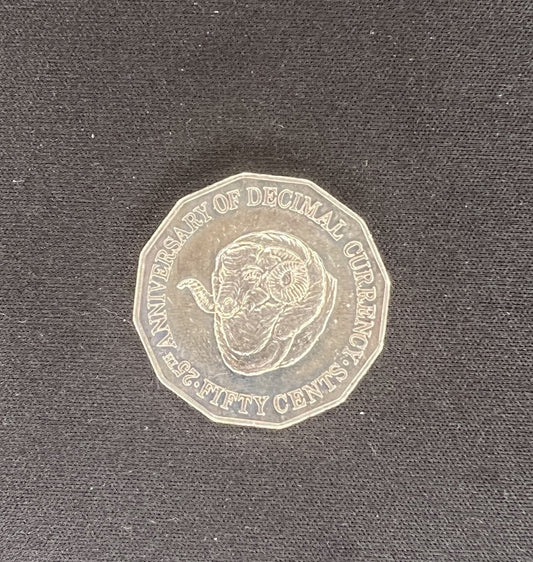 25TH ANNIVERSARY OF DECIMAL CURRENCY ·
FIFTY CENTS ·